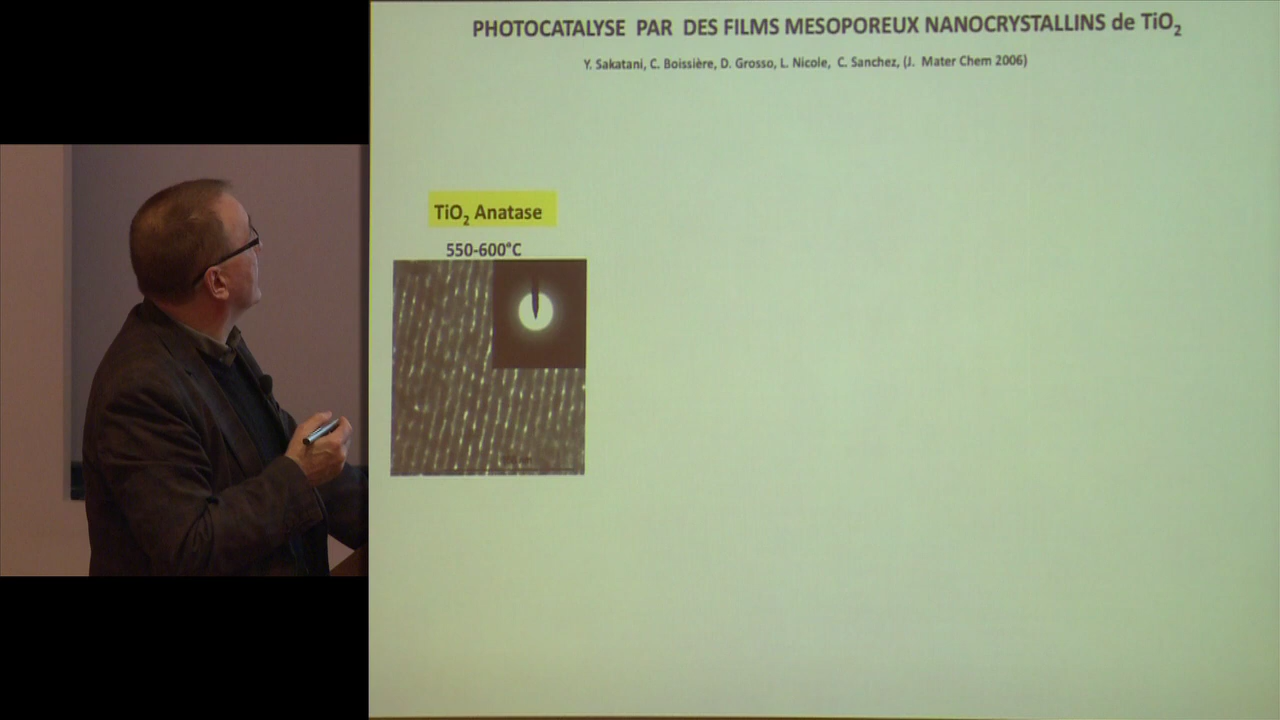 PHOTOCATALYSE PAR DES FILMS MESOPOREUX NANOCRYSTALLINS de TiO₂
Y. Sakatani, C. Boissière, D. Grosso, L. Nicole, C. Sanchez, (J. Mater Chem 2006)
TiO₂ Anatase
550-600°C